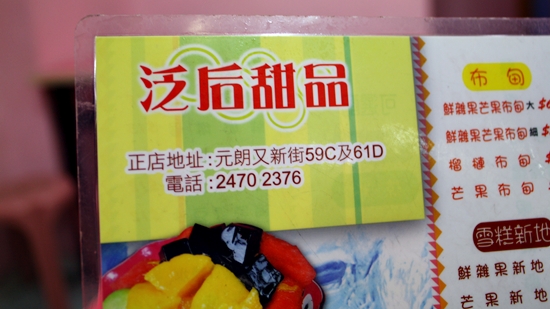 泛后甜品
正店地址:元朗又新街59C及61D
電話:2470 2376
布甸
鮮雜果芒果布甸大
鮮雜果芒果布甸細
榴槤布甸
芒果布甸
雪糕新地
鮮雜果新地
芒果新地